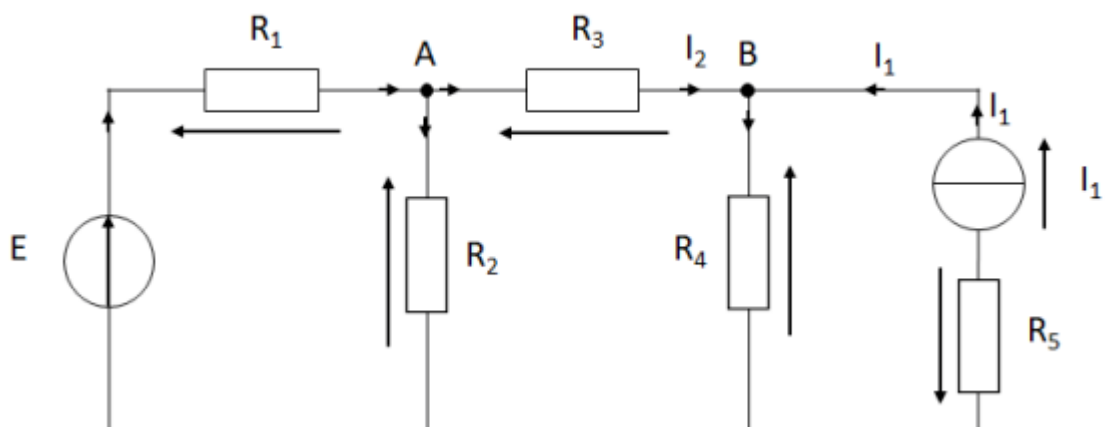 R₁
A
R₃
I₂
B
I₁
I₁
I₁
E
R₂
R₄
R₅